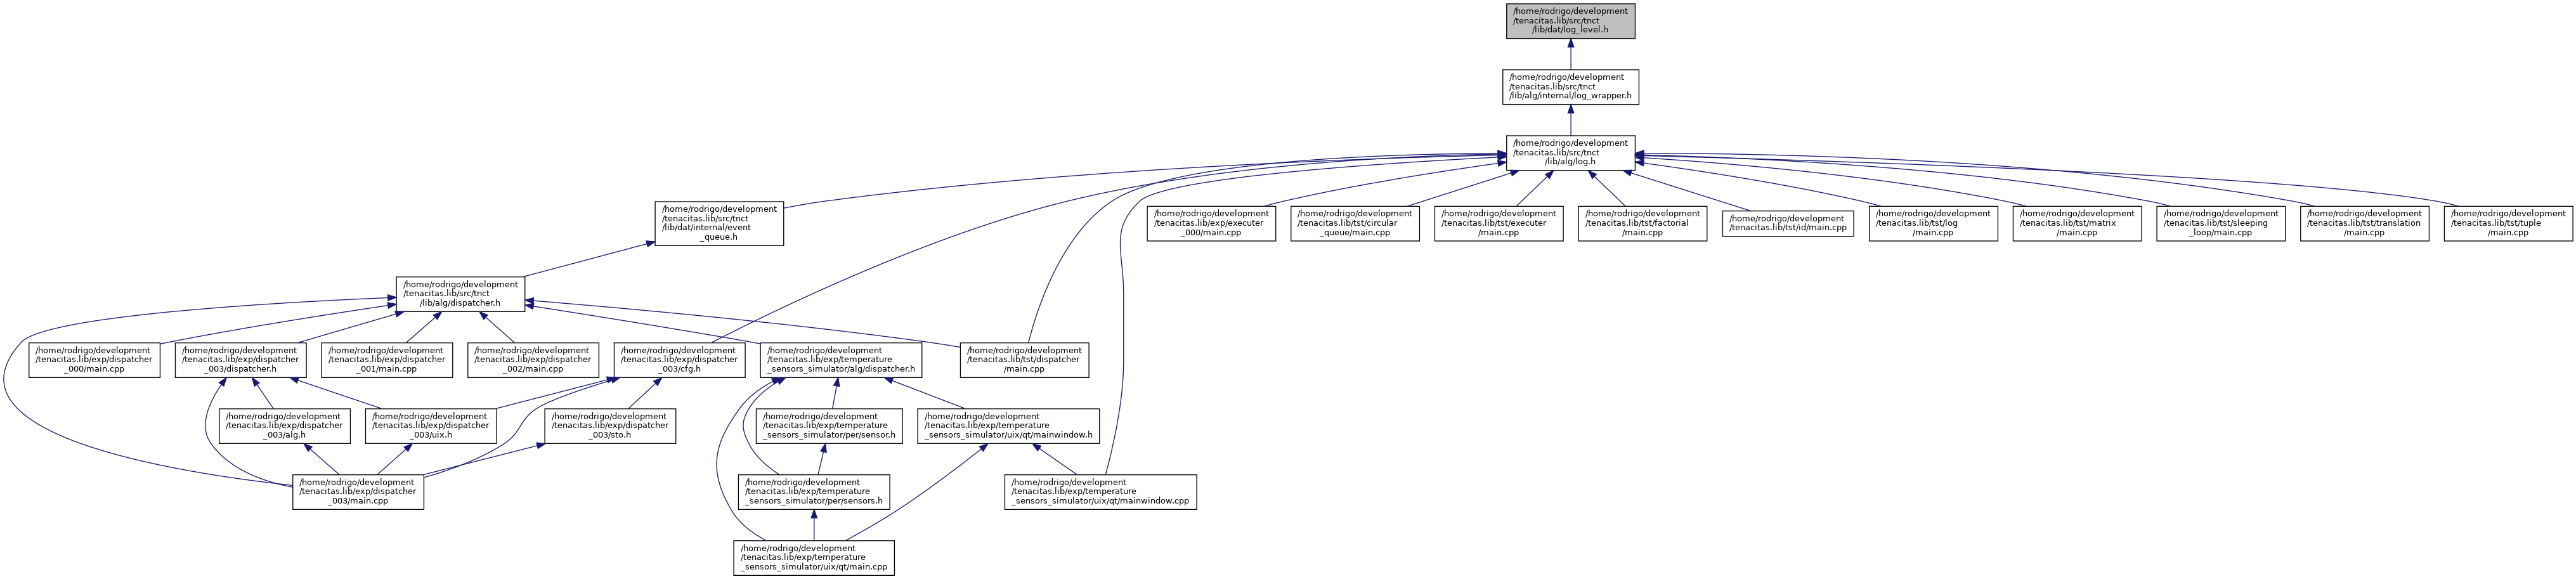 /home/rodrigo/development
/tenacitas.lib/src/tnct
/lib/dat/log_level.h
/home/rodrigo/development
/tenacitas.lib/src/tnct
/lib/alg/internal/log_wrapper.h
/home/rodrigo/development
/tenacitas.lib/src/tnct
/lib/alg/log.h
/home/rodrigo/development
/tenacitas.lib/src/tnct
/lib/dat/internal/event
_queue.h
/home/rodrigo/development
/tenacitas.lib/exp/executer
_000/main.cpp
/home/rodrigo/development
/tenacitas.lib/tst/circular
_queue/main.cpp
/home/rodrigo/development
/tenacitas.lib/tst/executer
/main.cpp
/home/rodrigo/development
/tenacitas.lib/tst/factorial
/main.cpp
/home/rodrigo/development
/tenacitas.lib/tst/id/main.cpp
/home/rodrigo/development
/tenacitas.lib/tst/log
/main.cpp
/home/rodrigo/development
/tenacitas.lib/tst/matrix
/main.cpp
/home/rodrigo/development
/tenacitas.lib/tst/sleeping
_loop/main.cpp
/home/rodrigo/development
/tenacitas.lib/tst/translation
/main.cpp
/home/rodrigo/development
/tenacitas.lib/tst/tuple
/main.cpp
/home/rodrigo/development
/tenacitas.lib/src/tnct
/lib/alg/dispatcher.h
/home/rodrigo/development
/tenacitas.lib/exp/dispatcher
_000/main.cpp
/home/rodrigo/development
/tenacitas.lib/exp/dispatcher
_003/dispatcher.h
/home/rodrigo/development
/tenacitas.lib/exp/dispatcher
_001/main.cpp
/home/rodrigo/development
/tenacitas.lib/exp/dispatcher
_002/main.cpp
/home/rodrigo/development
/tenacitas.lib/exp/dispatcher
_003/cfg.h
/home/rodrigo/development
/tenacitas.lib/exp/temperature
_sensors_simulator/alg/dispatcher.h
/home/rodrigo/development
/tenacitas.lib/tst/dispatcher
/main.cpp
/home/rodrigo/development
/tenacitas.lib/exp/dispatcher
_003/alg.h
/home/rodrigo/development
/tenacitas.lib/exp/dispatcher
_003/uix.h
/home/rodrigo/development
/tenacitas.lib/exp/dispatcher
_003/sto.h
/home/rodrigo/development
/tenacitas.lib/exp/temperature
_sensors_simulator/per/sensor.h
/home/rodrigo/development
/tenacitas.lib/exp/temperature
_sensors_simulator/uix/qt/mainwindow.h
/home/rodrigo/development
/tenacitas.lib/exp/dispatcher
_003/main.cpp
/home/rodrigo/development
/tenacitas.lib/exp/temperature
_sensors_simulator/per/sensors.h
/home/rodrigo/development
/tenacitas.lib/exp/temperature
_sensors_simulator/uix/qt/mainwindow.cpp
/home/rodrigo/development
/tenacitas.lib/exp/temperature
_sensors_simulator/uix/qt/main.cpp